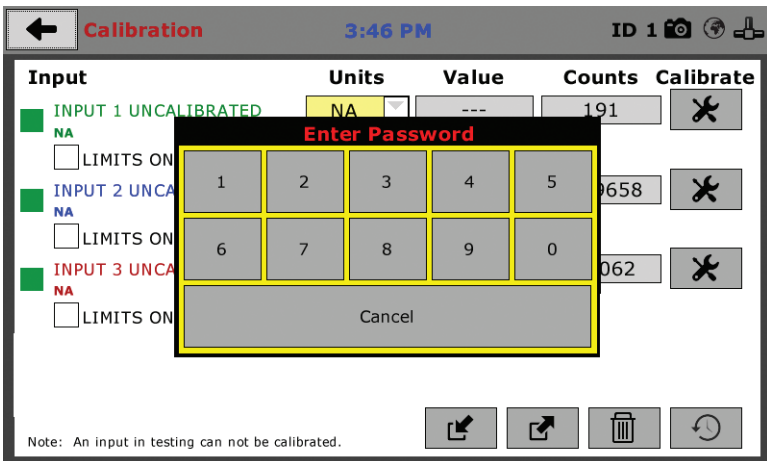 Calibration 3:46 PM ID 1
Input Units Value Counts Calibrate
INPUT 1 UNCALIBRATED NA --- 191
NA
Enter Password
LIMITS ON
1 2 3 4 5
INPUT 2 UNCA 9658
NA
LIMITS ON
6 7 8 9 0
INPUT 3 UNCA 062
NA
LIMITS ON
Cancel
Note: An input in testing can not be calibrated.